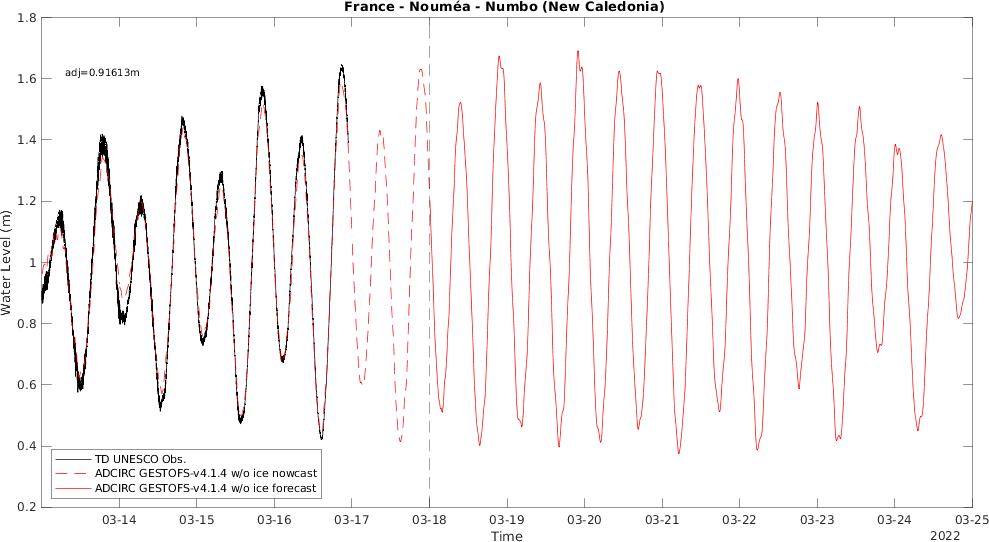 France - Nouméa - Numbo (New Caledonia)
1.8
1.6
1.4
1.2
1
0.8
0.6
0.4
0.2
Water Level (m)
adj=0.91613m
TD UNESCO Obs.
ADCIRC GESTOFS-v4.1.4 w/o ice nowcast
ADCIRC GESTOFS-v4.1.4 w/o ice forecast
03-14 03-15 03-16 03-17 03-18 03-19 03-20 03-21 03-22 03-23 03-24 03-25
Time
2022